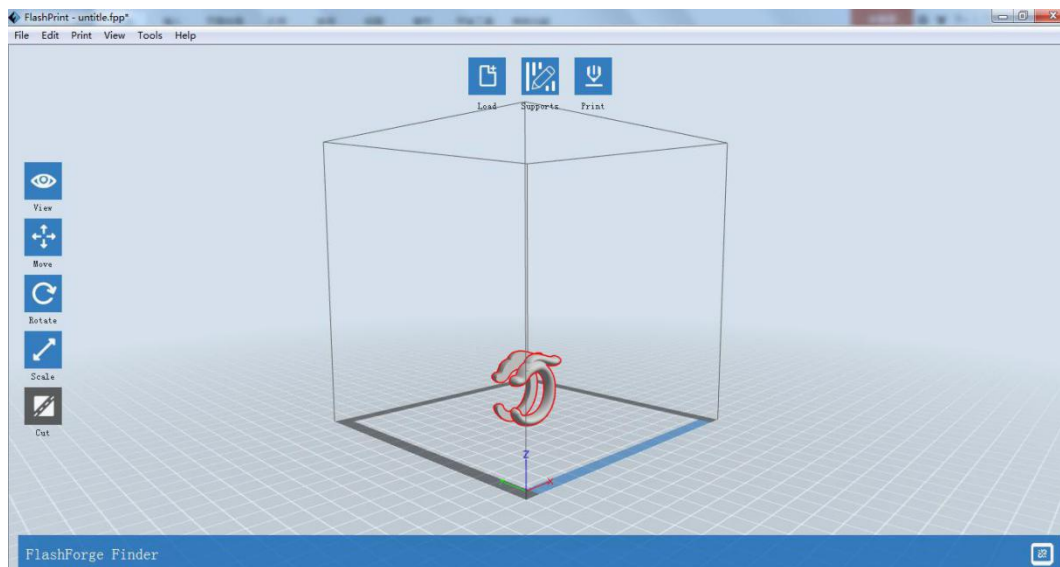 FlashPrint - untitle.fpp*
File Edit Print View Tools Help
Load Supports Print
View
Move
Rotate
Scale
Cut
Z
X
FlashForge Finder